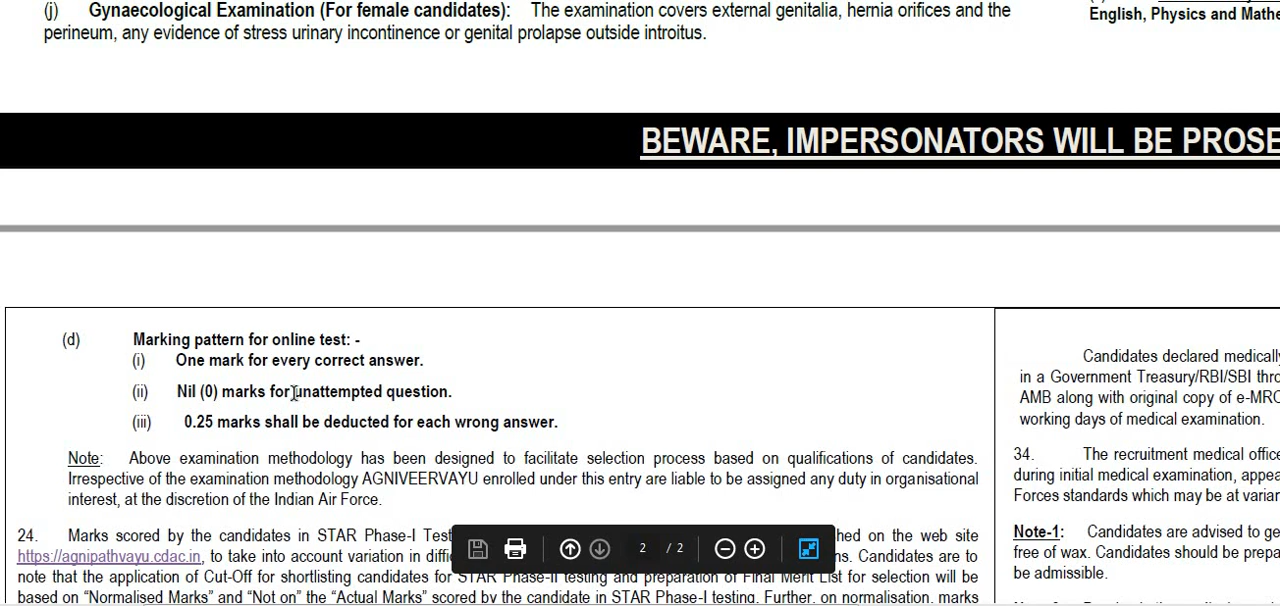 (j) Gynaecological Examination (For female candidates): The examination covers external genitalia, hernia orifices and the
perineum, any evidence of stress urinary incontinence or genital prolapse outside introitus.
English, Physics and Mathe
BEWARE, IMPERSONATORS WILL BE PROSE
(d) Marking pattern for online test: -
(i) One mark for every correct answer.
(ii) Nil (0) marks for unattempted question.
(iii) 0.25 marks shall be deducted for each wrong answer.
Note: Above examination methodology has been designed to facilitate selection process based on qualifications of candidates.
Irrespective of the examination methodology AGNIVEERVAYU enrolled under this entry are liable to be assigned any duty in organisational
interest, at the discretion of the Indian Air Force.
24. Marks scored by the candidates in STAR Phase-I Test hed on the web site
https://agnipathvayu.cdac.in, to take into account variation in diffic ns. Candidates are to
note that the application of Cut-Off for shortlisting candidates for STAR Phase-II testing and preparation of Final Merit List for selection will be
based on “Normalised Marks” and “Not on” the “Actual Marks” scored by the candidate in STAR Phase-I testing. Further, on normalisation, marks
Candidates declared medically
in a Government Treasury/RBI/SBI thro
AMB along with original copy of e-MRO
working days of medical examination.
34. The recruitment medical office
during initial medical examination, appea
Forces standards which may be at varian
Note-1: Candidates are advised to ge
free of wax. Candidates should be prepa
be admissible.
2 / 2